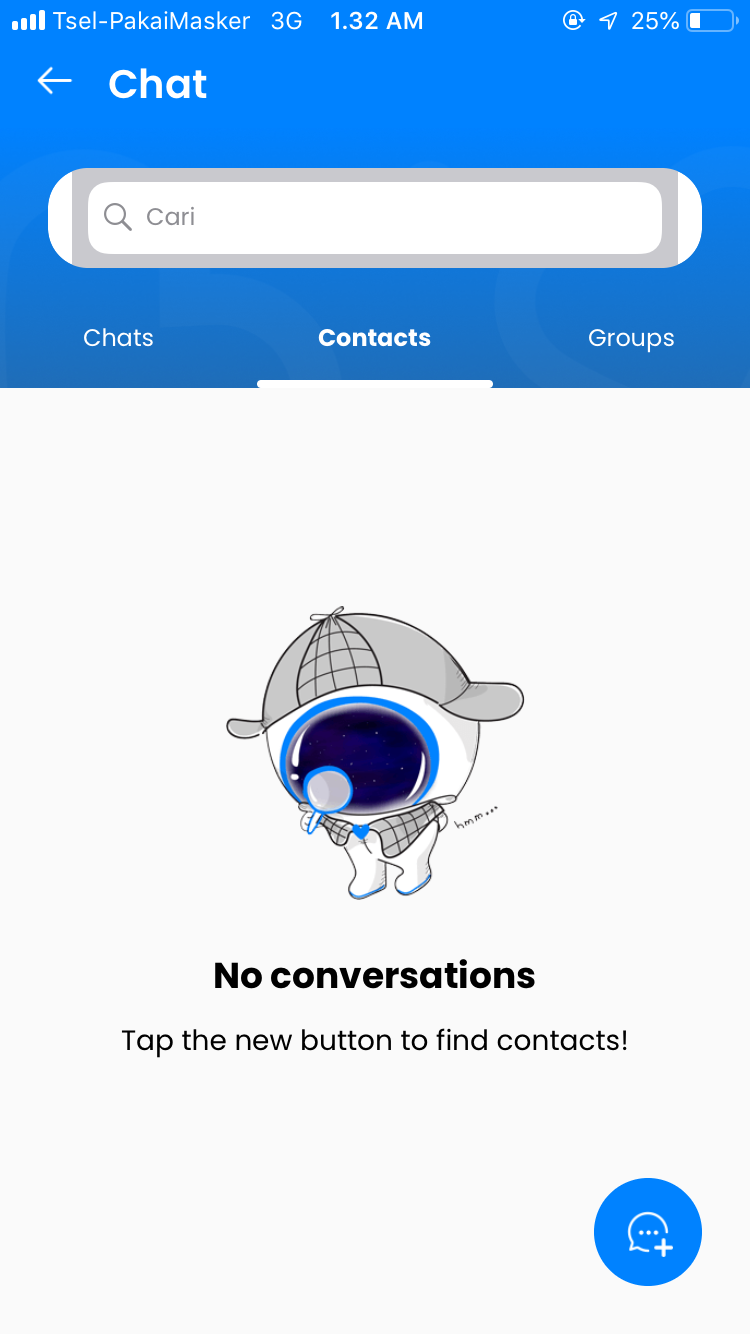 Tsel-PakaiMasker 3G 1.32 AM 25%
Chat
Cari
Chats Contacts Groups
hmm...
No conversations
Tap the new button to find contacts!